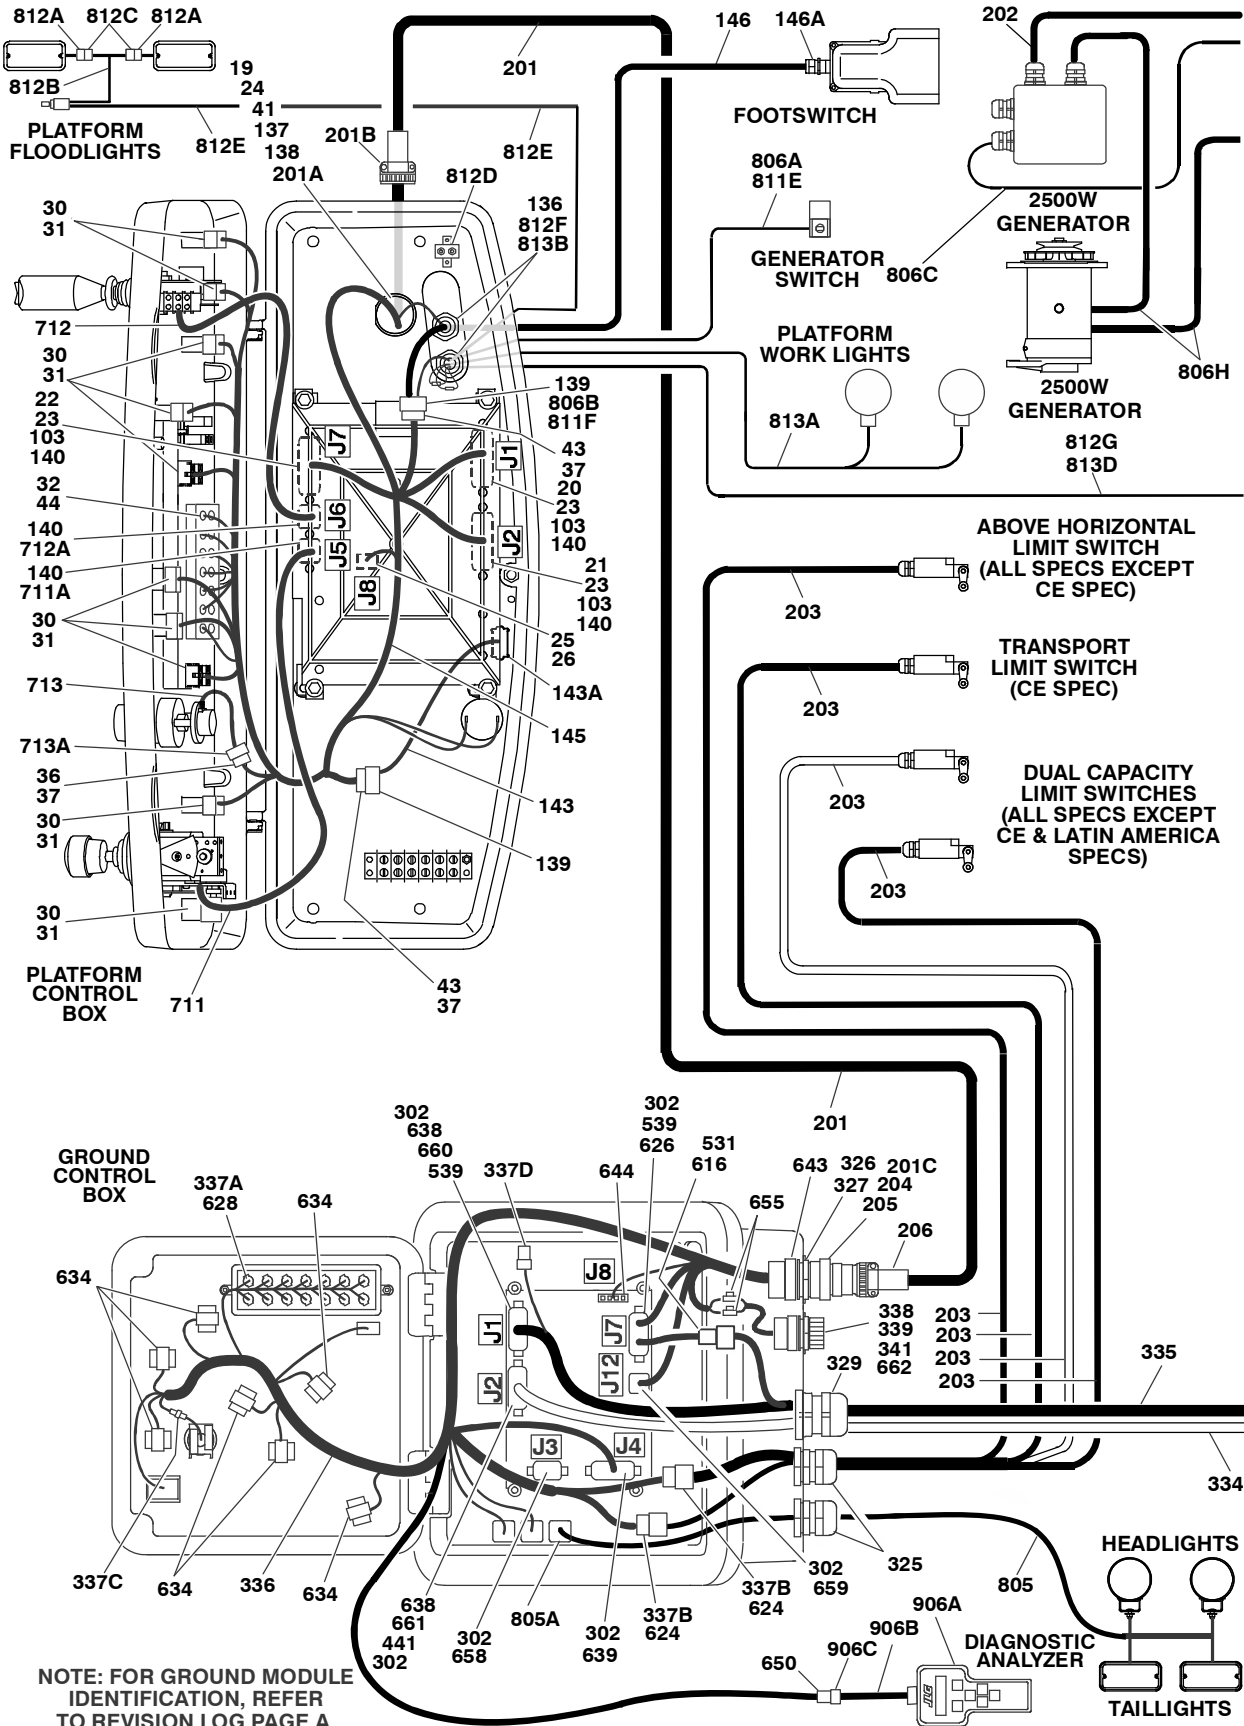 812A
812C
812A
812B
PLATFORM
FLOODLIGHTS
19
24
41
137
138
201A
812E
201B
201
812E
812D
136
812F
813B
146
146A
FOOTSWITCH
202
806A
811E
GENERATOR
SWITCH
2500W
GENERATOR
806C
2500W
GENERATOR
806H
PLATFORM
WORK LIGHTS
813A
812G
813D
30
31
712
30
31
22
23
103
140
32
44
140
712A
140
711A
30
31
713
713A
36
37
30
31
30
31
PLATFORM
CONTROL
BOX
711
J7
J6
J5
J8
J1
J2
139
806B
811F
43
37
20
23
103
140
21
23
103
140
25
26
143A
145
143
139
43
37
ABOVE HORIZONTAL
LIMIT SWITCH
(ALL SPECS EXCEPT
CE SPEC)
203
TRANSPORT
LIMIT SWITCH
(CE SPEC)
203
DUAL CAPACITY
LIMIT SWITCHES
(ALL SPECS EXCEPT
CE & LATIN AMERICA
SPECS)
203
203
201
GROUND
CONTROL
BOX
337A
628
634
634
302
638
660
539
337D
644
302
539
626
531
616
655
643
326
327
201C
204
205
206
J8
J1
J2
J7
J12
J3
J4
338
339
341
662
329
203
203
203
203
335
334
337C
634
336
634
638
661
441
302
302
658
805A
302
639
337B
624
337B
624
302
659
325
805
HEADLIGHTS
TAILLIGHTS
906A
906B
906C
650
DIAGNOSTIC
ANALYZER
JLG
NOTE: FOR GROUND MODULE
IDENTIFICATION, REFER
TO REVISION LOG PAGE A